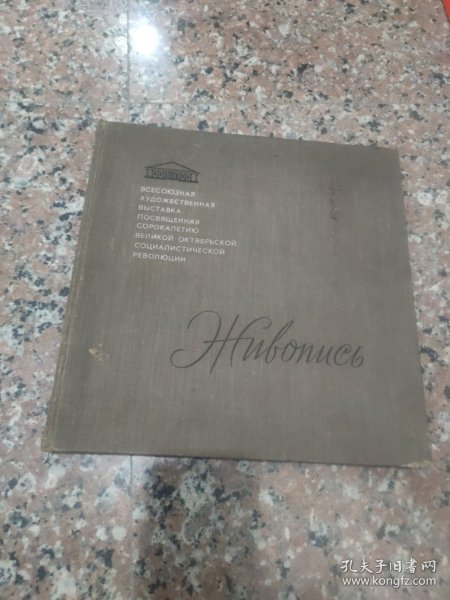 ВСЕСОЮЗНАЯ
ХУДОЖЕСТВЕННАЯ
ВЫСТАВКА
ПОСВЯЩЕННАЯ
СОРОКАЛЕТИЮ
ВЕЛИКОЙ ОКТЯБРЬСКОЙ
СОЦИАЛИСТИЧЕСКОЙ
РЕВОЛЮЦИИ
Живопись
孔夫子旧书网
www.kongfz.com